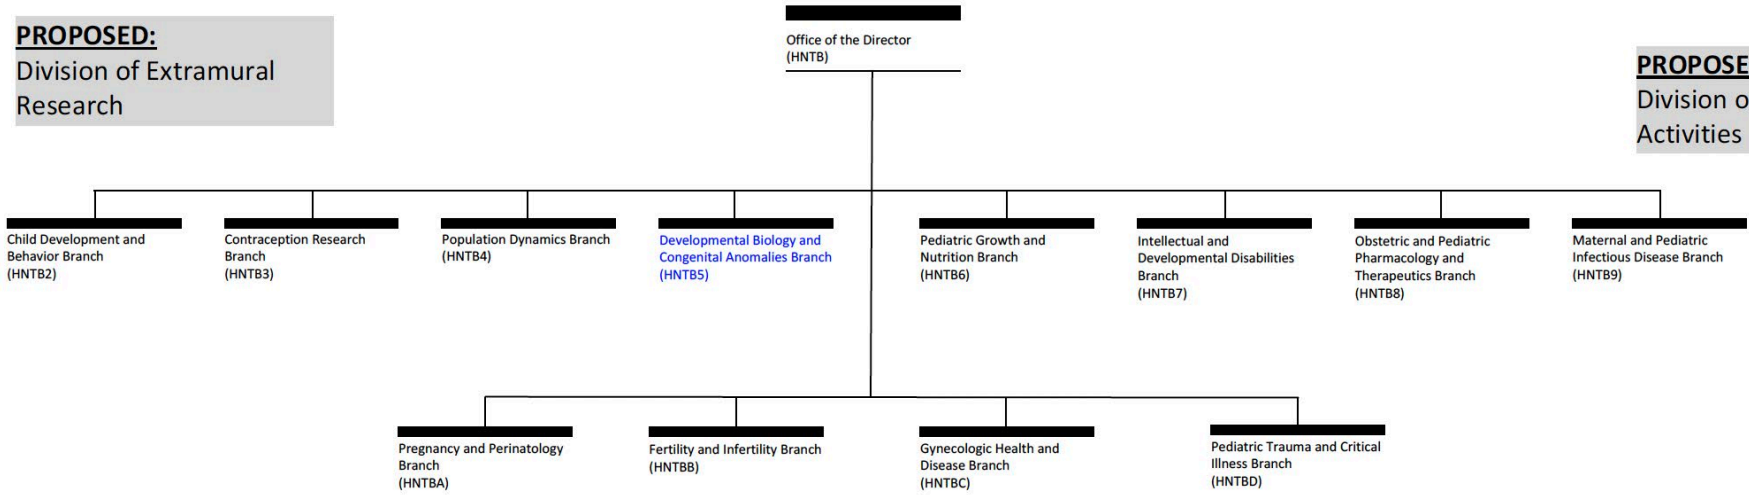 PROPOSED:
Division of Extramural
Research
Office of the Director
(HNTB)
PROPOSE
Division o
Activities
Child Development and
Behavior Branch
(HNTB2)
Contraception Research
Branch
(HNTB3)
Population Dynamics Branch
(HNTB4)
Developmental Biology and
Congenital Anomalies Branch
(HNTB5)
Pediatric Growth and
Nutrition Branch
(HNTB6)
Intellectual and
Developmental Disabilities
Branch
(HNTB7)
Obstetric and Pediatric
Pharmacology and
Therapeutics Branch
(HNTB8)
Maternal and Pediatric
Infectious Disease Branch
(HNTB9)
Pregnancy and Perinatology
Branch
(HNTBA)
Fertility and Infertility Branch
(HNTBB)
Gynecologic Health and
Disease Branch
(HNTBC)
Pediatric Trauma and Critical
Illness Branch
(HNTBD)